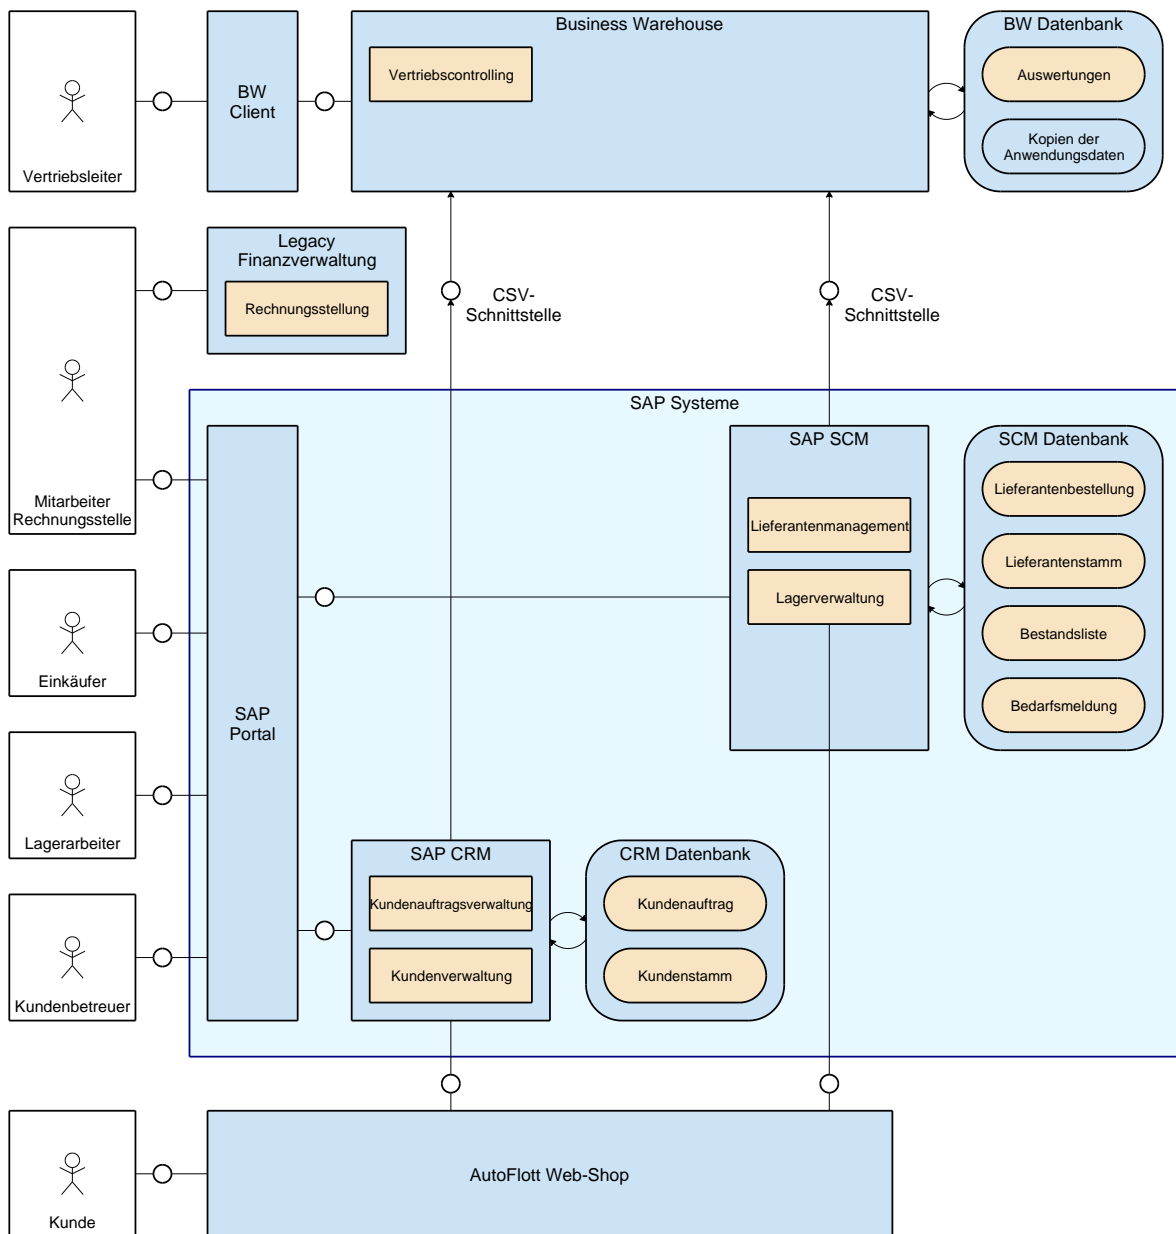 Vertriebsleiter
BW
Client
Business Warehouse
Vertriebscontrolling
BW Datenbank
Auswertungen
Kopien der
Anwendungsdaten
Legacy
Finanzverwaltung
Rechnungsstellung
CSV-
Schnittstelle
CSV-
Schnittstelle
Mitarbeiter
Rechnungsstelle
SAP Systeme
SAP SCM
Lieferantenmanagement
Lagerverwaltung
SCM Datenbank
Lieferantenbestellung
Lieferantenstamm
Bestandsliste
Bedarfsmeldung
Einkäufer
SAP
Portal
Lagerarbeiter
SAP CRM
Kundenauftragsverwaltung
Kundenverwaltung
CRM Datenbank
Kundenauftrag
Kundenstamm
Kundenbetreuer
AutoFlott Web-Shop
Kunde